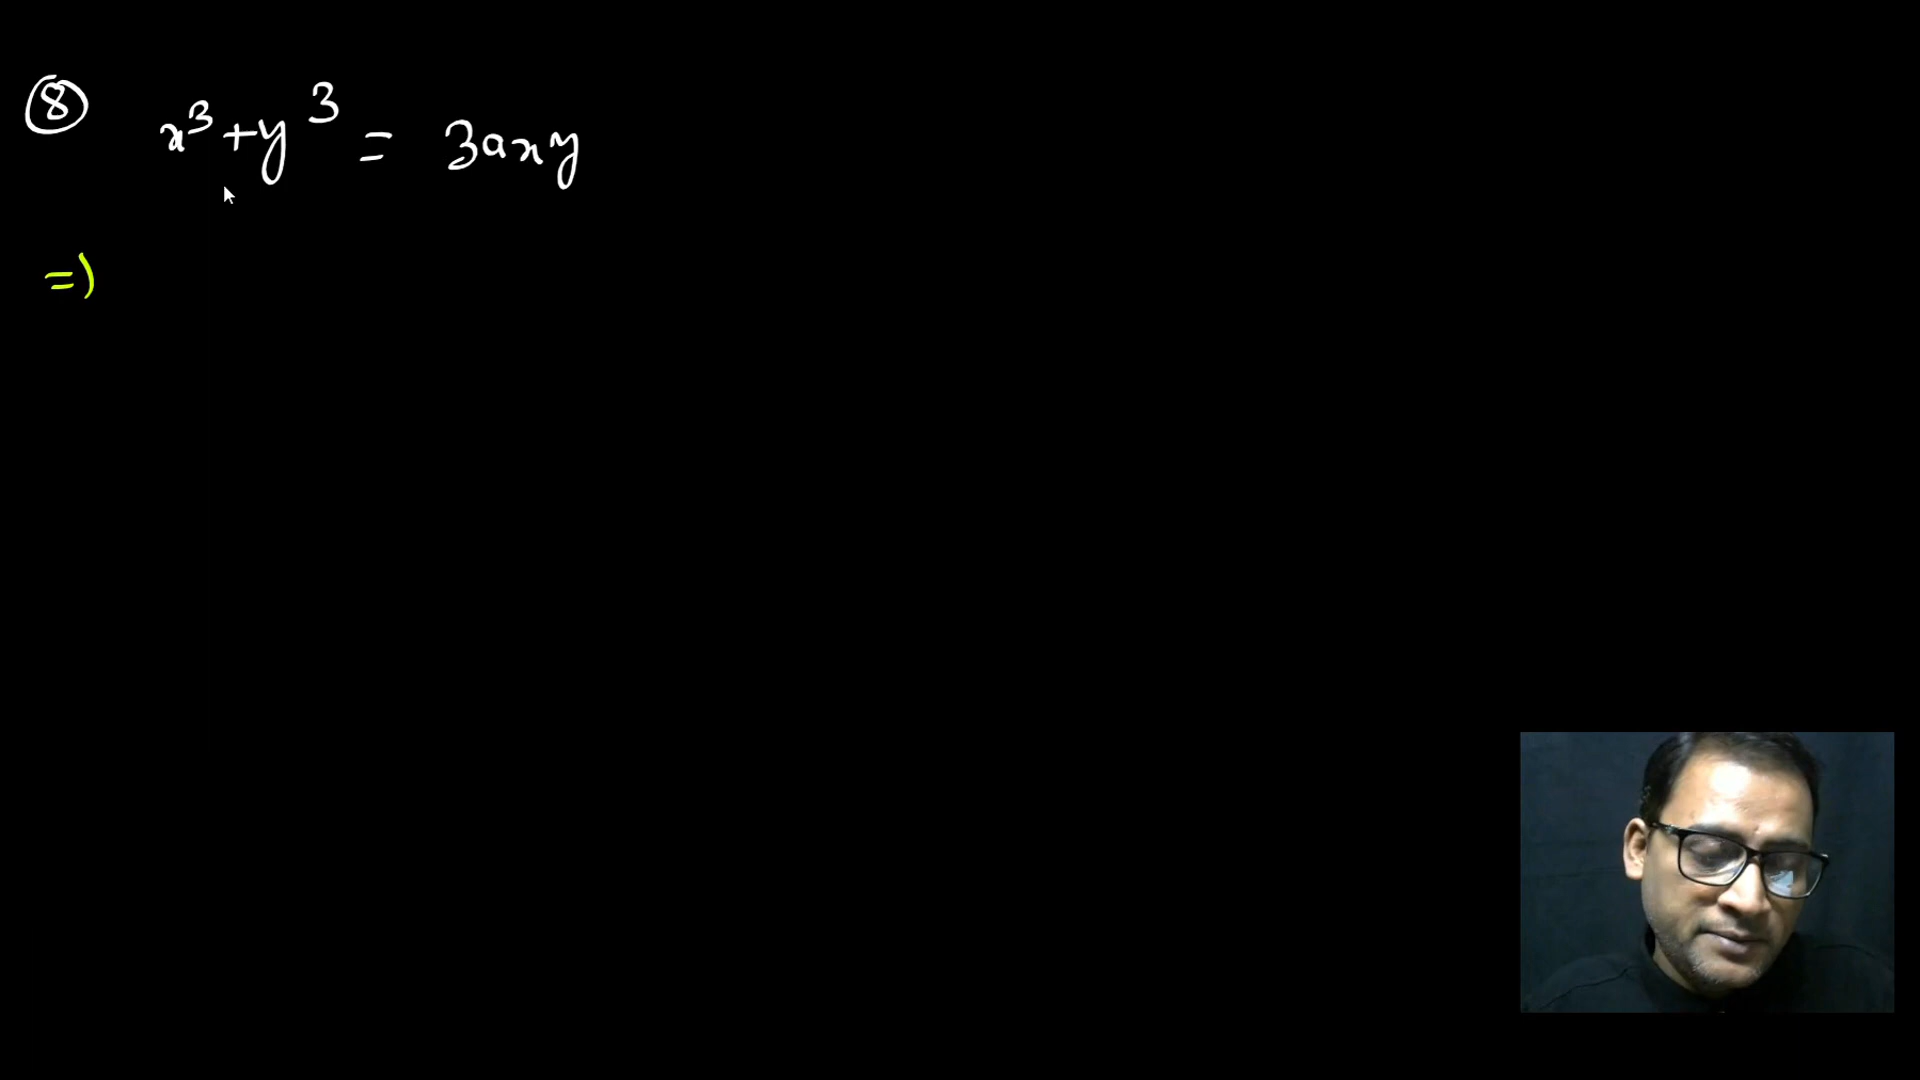 ⑧ x³+y³ = 3axy
=)